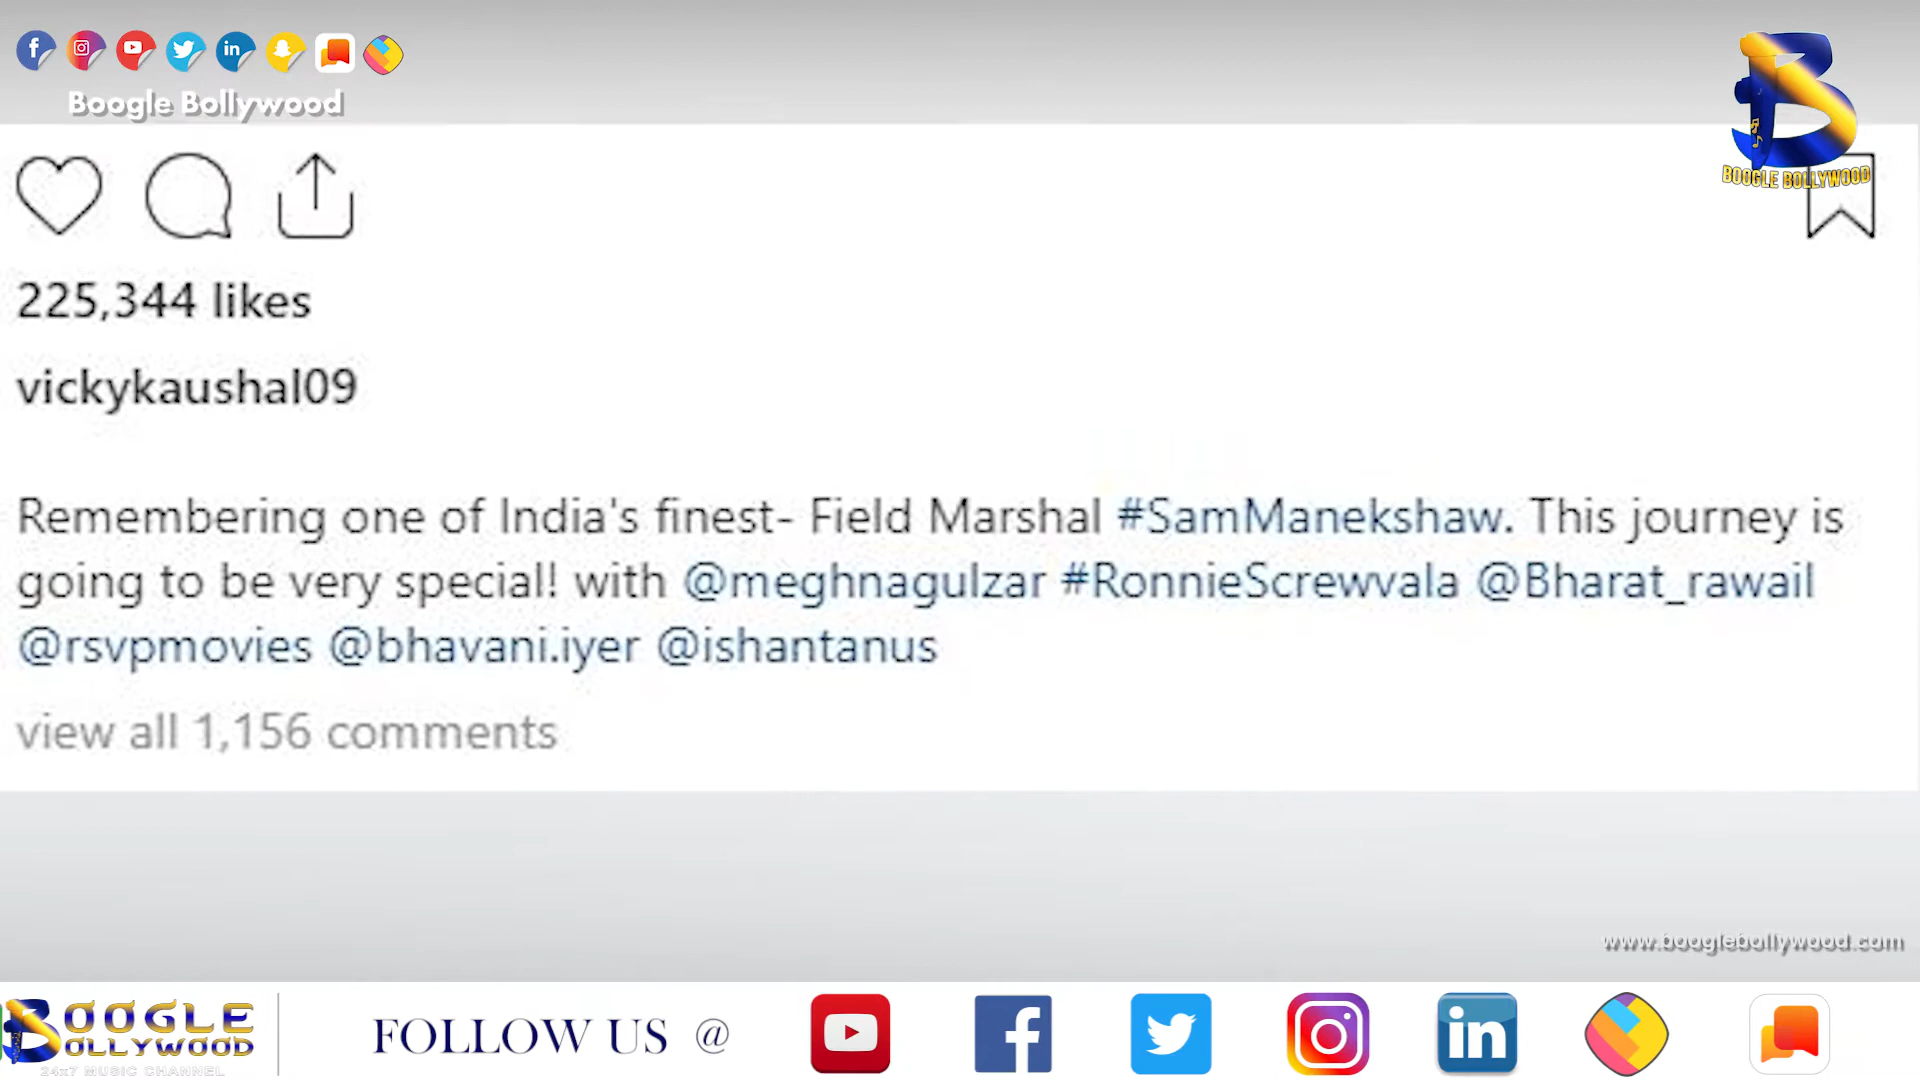 Boogle Bollywood
BOOGLE BOLLYWOOD
225,344 likes
vickykaushal09
Remembering one of India's finest- Field Marshal #SamManekshaw. This journey is
going to be very special! with @meghnagulzar #RonnieScrewvala @Bharat_rawail
@rsvpmovies @bhavani.iyer @ishantanus
view all 1,156 comments
www.booglebollywood.com
BOOGLE
BOLLYWOOD
24x7 MUSIC CHANNEL
FOLLOW US @